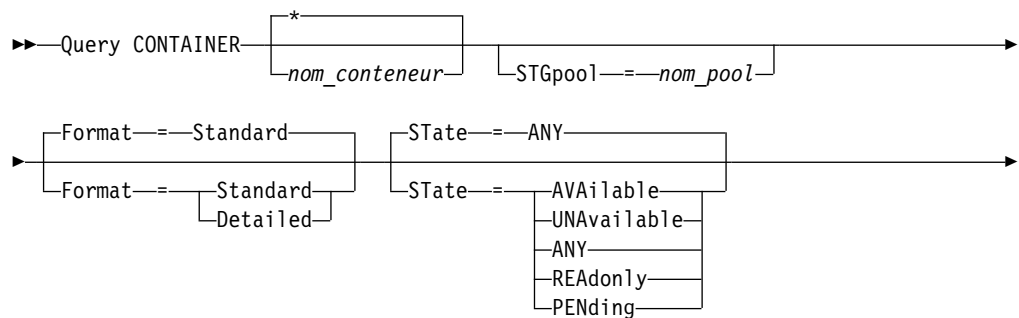 *
Query CONTAINER
nom_conteneur
STGpool = nom_pool
Format = Standard
STate = ANY
Format = Standard
STate = AVAilable
Detailed
UNAvailable
ANY
REAdonly
PENding